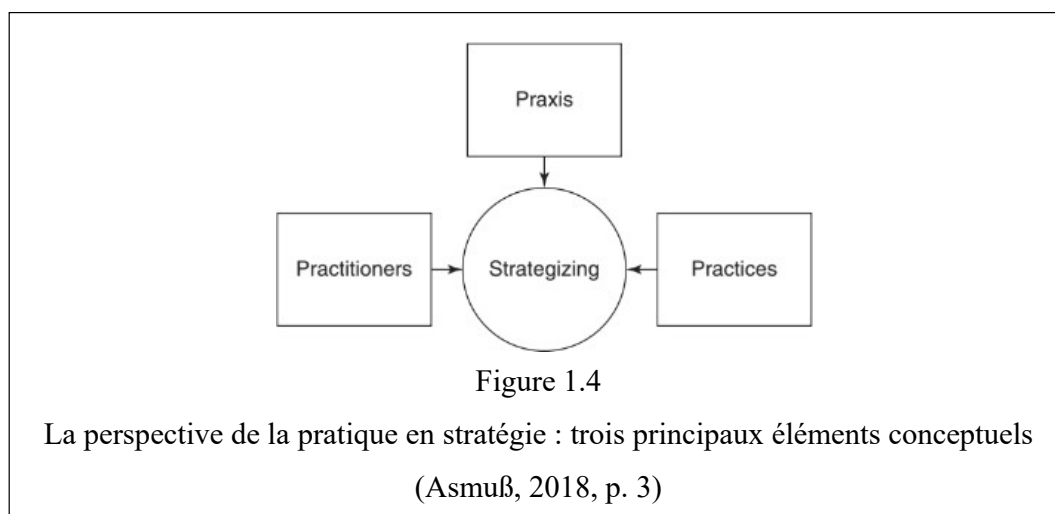 Praxis
Practitioners
Strategizing
Practices
Figure 1.4
La perspective de la pratique en stratégie : trois principaux éléments conceptuels
(Asmuß, 2018, p. 3)